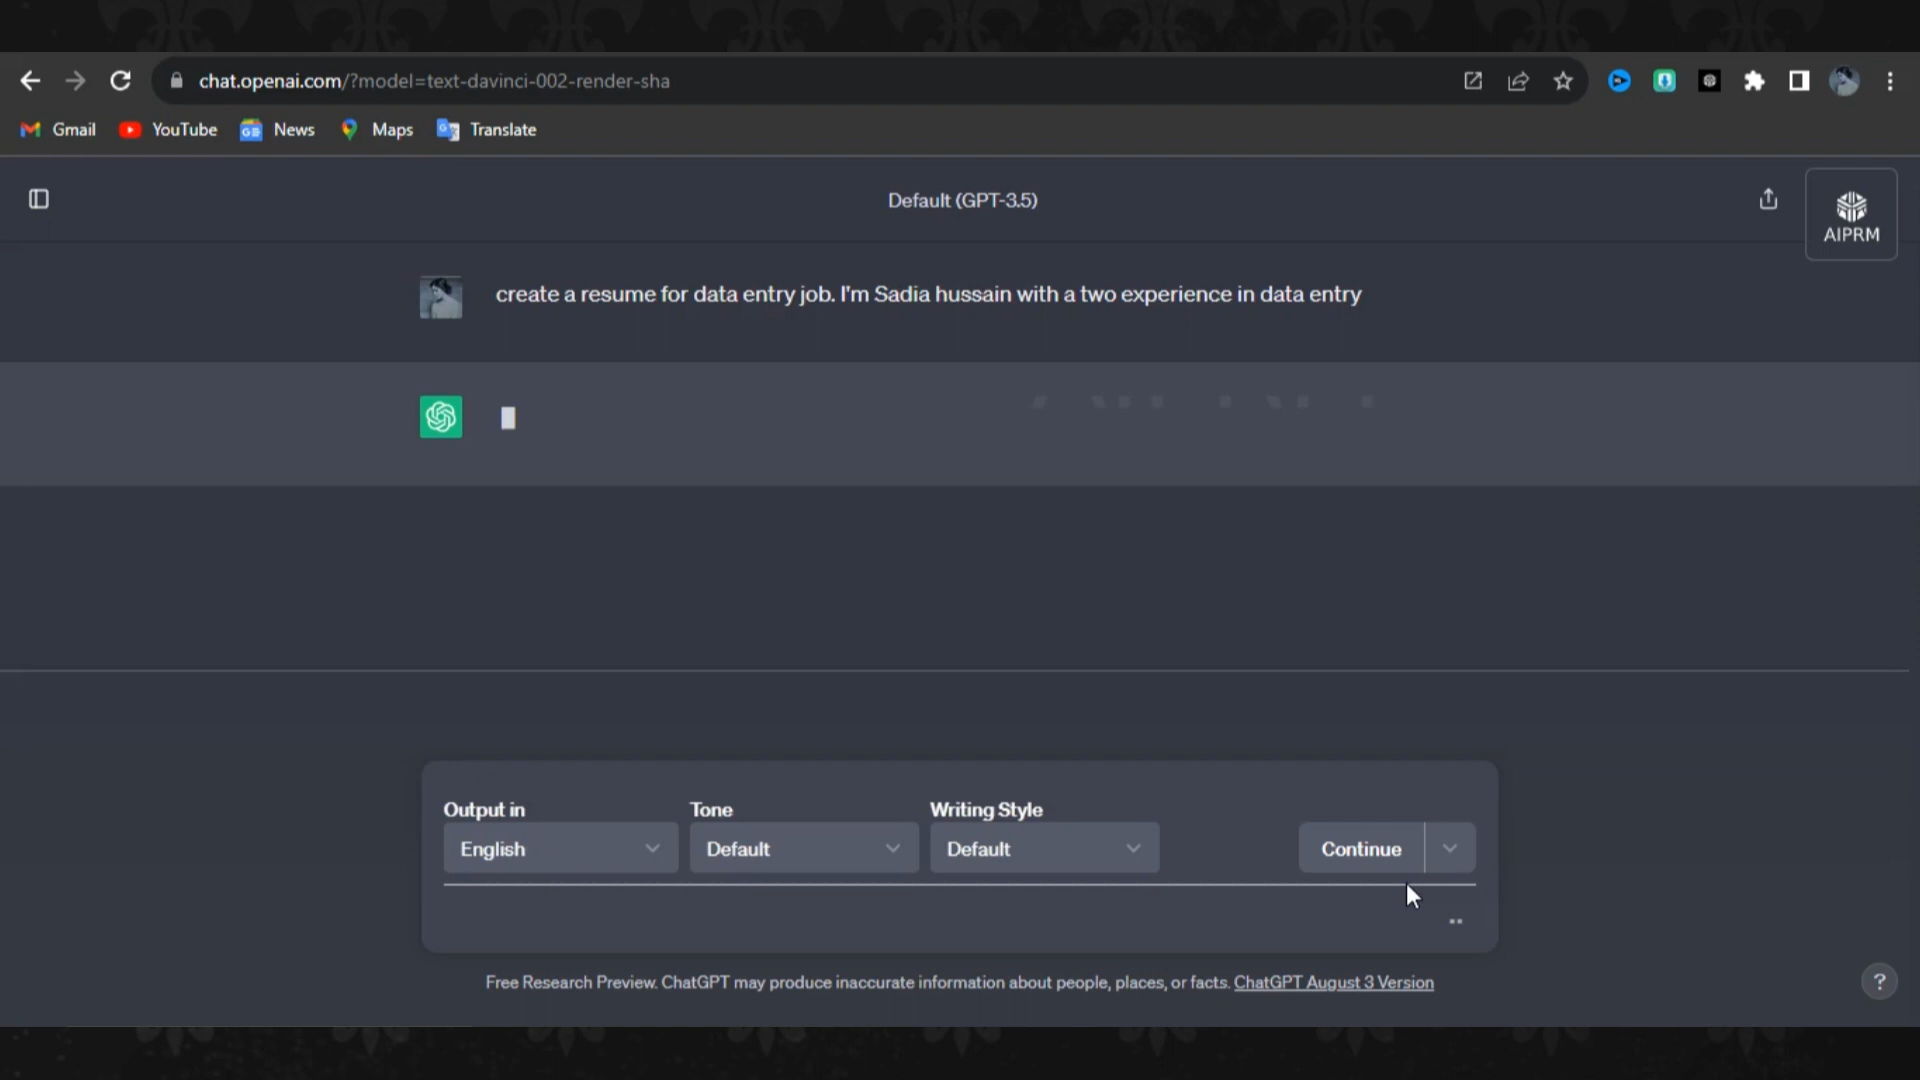 chat.openai.com/?model=text-davinci-002-render-sha
Gmail YouTube News Maps Translate
Default (GPT-3.5)
AIPRM
create a resume for data entry job. I'm Sadia hussain with a two experience in data entry
Output in Tone Writing Style
English Default Default Continue
Free Research Preview. ChatGPT may produce inaccurate information about people, places, or facts. ChatGPT August 3 Version
?